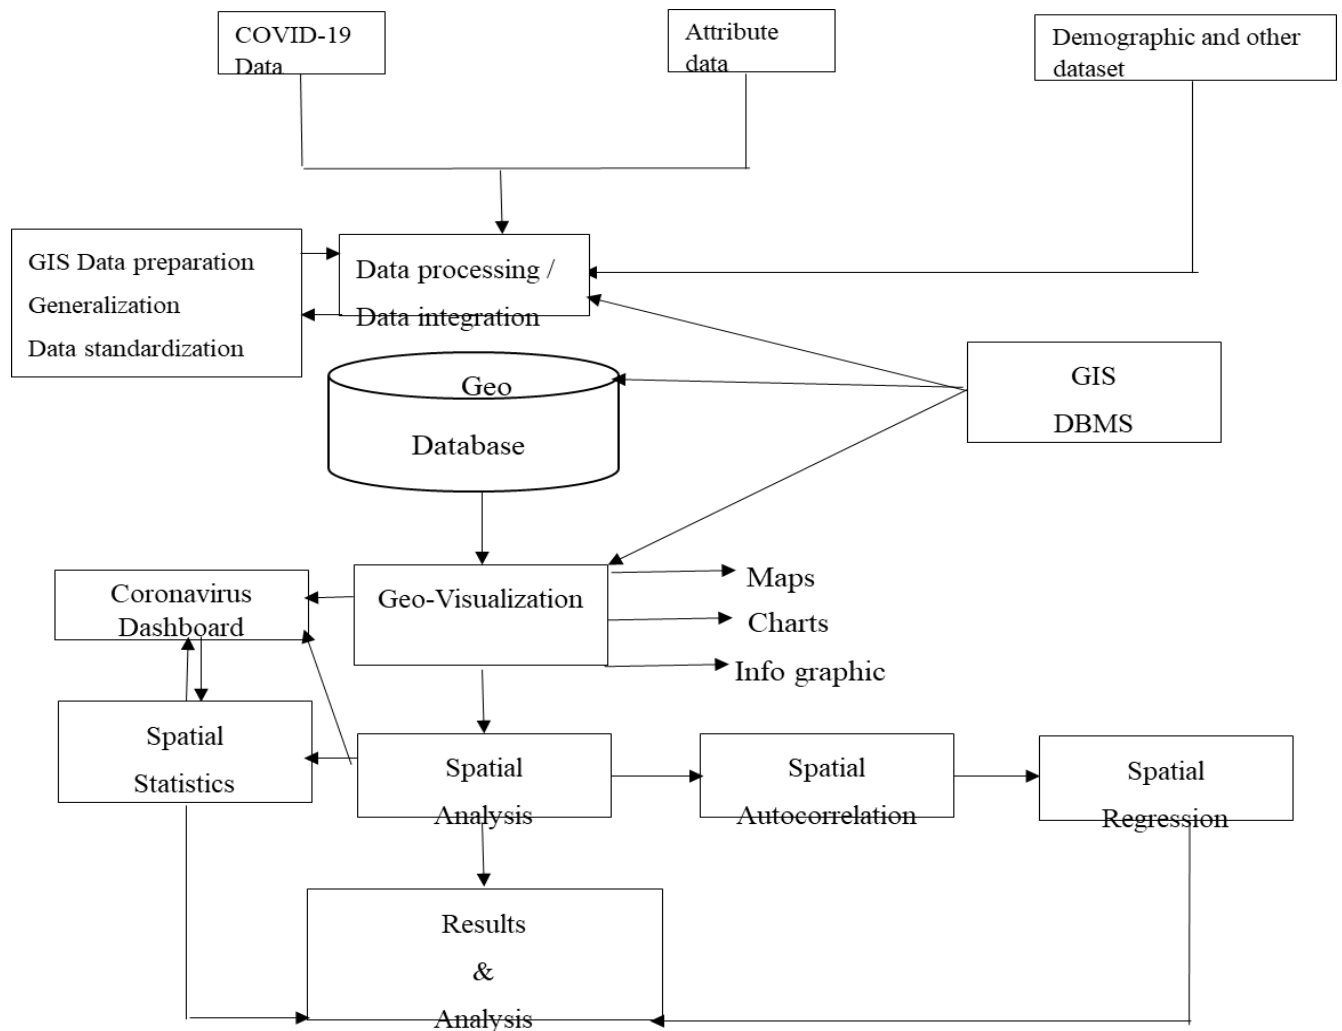 COVID-19
Data
Attribute
data
Demographic and other
dataset
GIS Data preparation
Generalization
Data standardization
Data processing /
Data integration
Geo
Database
GIS
DBMS
Geo-Visualization
Maps
Charts
Info graphic
Coronavirus
Dashboard
Spatial
Statistics
Spatial
Analysis
Spatial
Autocorrelation
Spatial
Regression
Results
&
Analysis